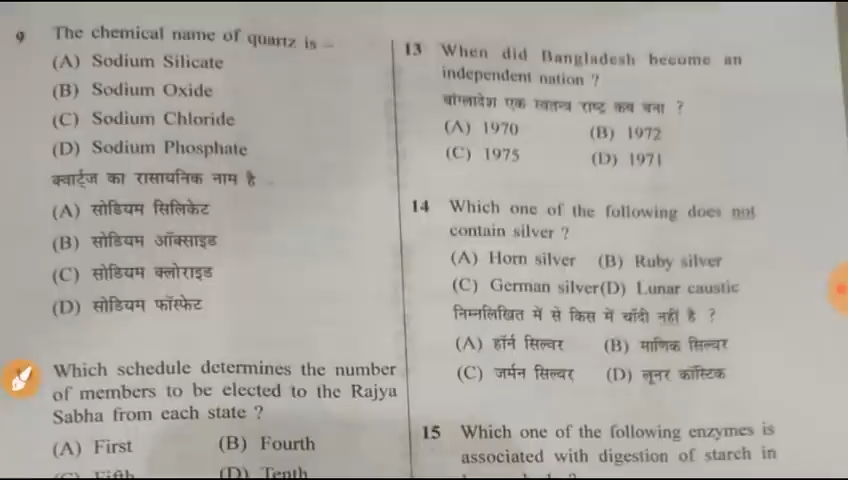 9 The chemical name of quartz is –
(A) Sodium Silicate
(B) Sodium Oxide
(C) Sodium Chloride
(D) Sodium Phosphate
क्वार्ट्ज का रासायनिक नाम है
(A) सोडियम सिलिकेट
(B) सोडियम ऑक्साइड
(C) सोडियम क्लोराइड
(D) सोडियम फॉस्फेट
Which schedule determines the number
of members to be elected to the Rajya
Sabha from each state ?
(A) First (B) Fourth
(C) Fifth (D) Tenth
13 When did Bangladesh become an
independent nation ?
बांग्लादेश एक स्वतन्त्र राष्ट्र कब बना ?
(A) 1970 (B) 1972
(C) 1975 (D) 1971
14 Which one of the following does not
contain silver ?
(A) Horn silver (B) Ruby silver
(C) German silver(D) Lunar caustic
निम्नलिखित में से किस में चाँदी नहीं है ?
(A) हॉर्न सिल्वर (B) माणिक सिल्वर
(C) जर्मन सिल्वर (D) लूनर कॉस्टिक
15 Which one of the following enzymes is
associated with digestion of starch in